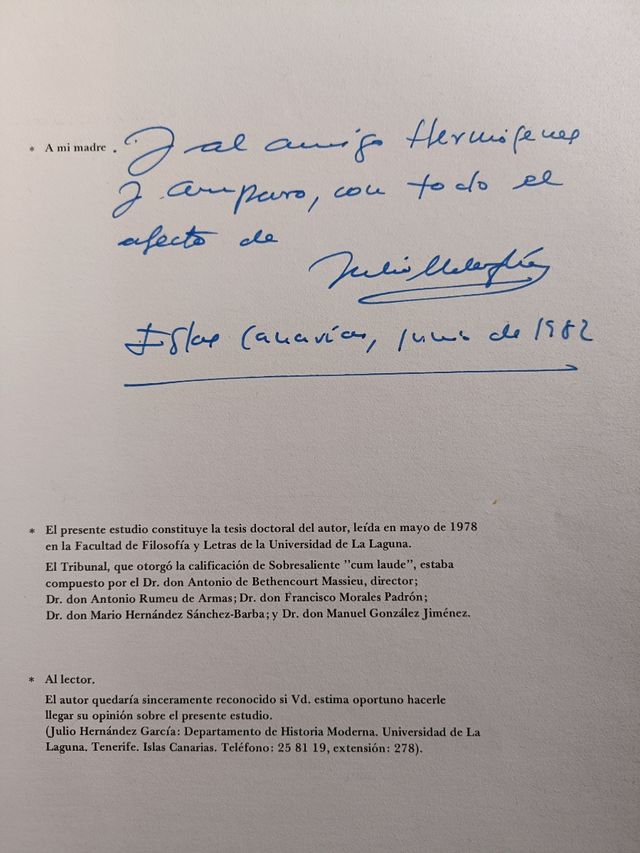 * A mi madre . Y al amigo Hermógenes
y Amparo, con todo el
afecto de
Julio
Islas Canarias, junio de 1982
* El presente estudio constituye la tesis doctoral del autor, leída en mayo de 1978
en la Facultad de Filosofía y Letras de la Universidad de La Laguna.
El Tribunal, que otorgó la calificación de Sobresaliente "cum laude", estaba
compuesto por el Dr. don Antonio de Bethencourt Massieu, director;
Dr. don Antonio Rumeu de Armas; Dr. don Francisco Morales Padrón;
Dr. don Mario Hernández Sánchez-Barba; y Dr. don Manuel González Jiménez.
* Al lector.
El autor quedaría sinceramente reconocido si Vd. estima oportuno hacerle
llegar su opinión sobre el presente estudio.
(Julio Hernández García: Departamento de Historia Moderna. Universidad de La
Laguna. Tenerife. Islas Canarias. Teléfono: 25 81 19, extensión: 278).